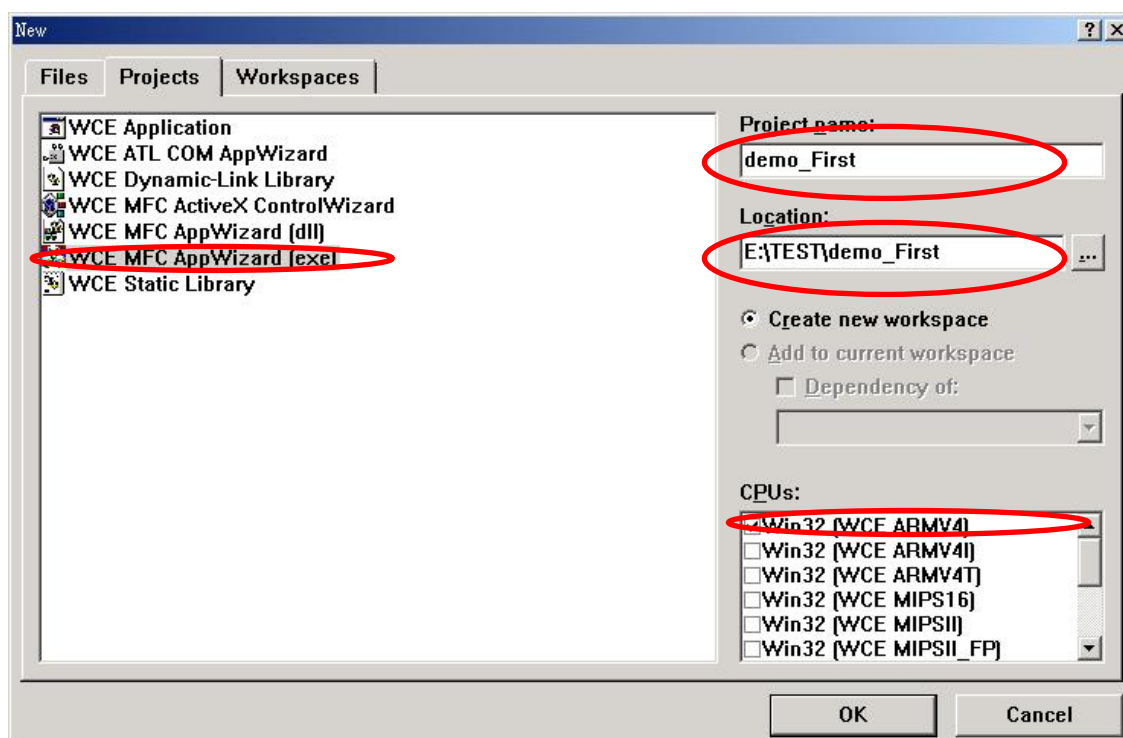 New
Files Projects Workspaces
WCE Application
WCE ATL COM AppWizard
WCE Dynamic-Link Library
WCE MFC ActiveX ControlWizard
WCE MFC AppWizard (dll)
WCE MFC AppWizard (exe)
WCE Static Library
Project name:
demo_First
Location:
E:\TEST\demo_First
...
Create new workspace
Add to current workspace
Dependency of:
CPUs:
Win32 (WCE ARMV4)
Win32 (WCE ARMV4I)
Win32 (WCE ARMV4T)
Win32 (WCE MIPS16)
Win32 (WCE MIPSII)
Win32 (WCE MIPSII_FP)
OK Cancel